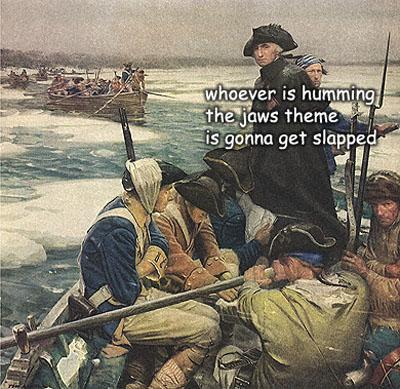 whoever is humming
the jaws theme
is gonna get slapped